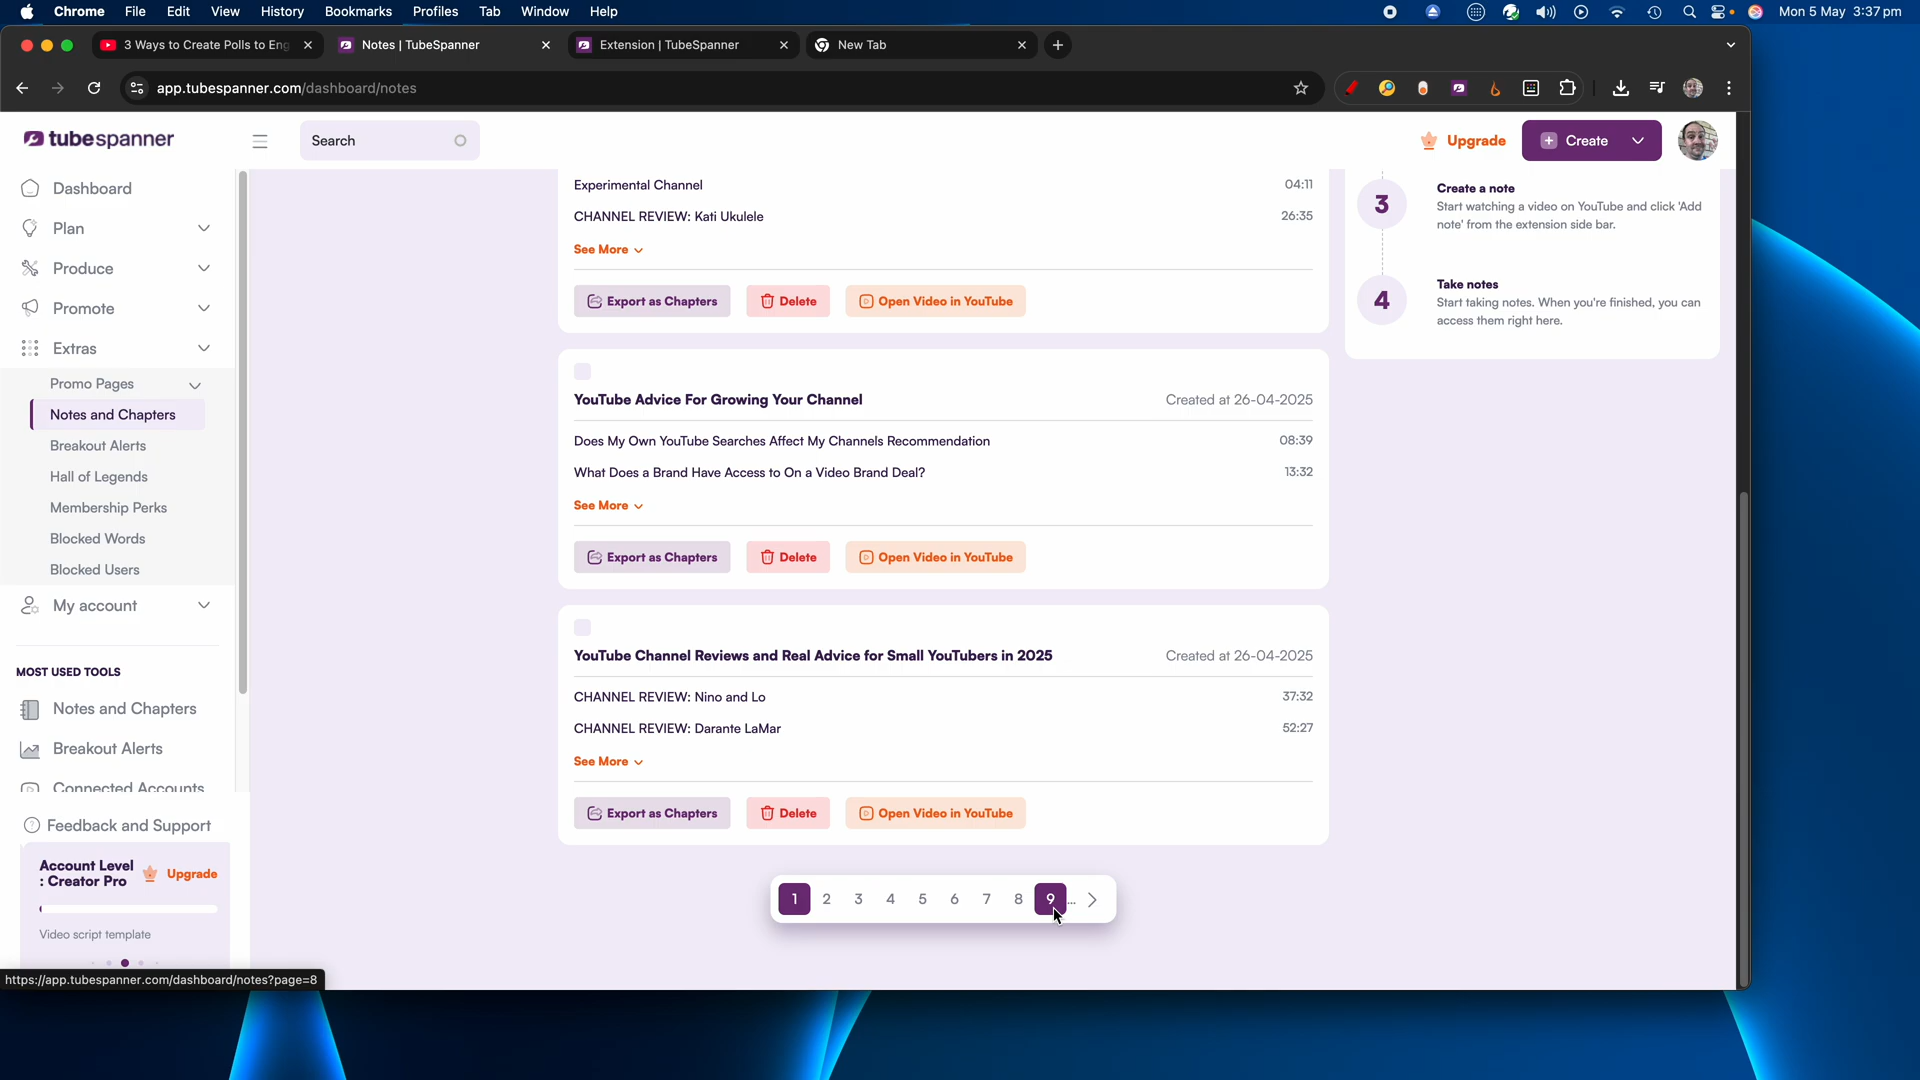 Chrome File Edit View History Bookmarks Profiles Tab Window Help Mon 5 May 3:37 pm
3 Ways to Create Polls to Eng
Notes | TubeSpanner
Extension | TubeSpanner
New Tab
app.tubespanner.com/dashboard/notes
tubespanner
Search
Upgrade
Create
Dashboard
Plan
Produce
Promote
Extras
Promo Pages
Notes and Chapters
Breakout Alerts
Hall of Legends
Membership Perks
Blocked Words
Blocked Users
My account
MOST USED TOOLS
Notes and Chapters
Breakout Alerts
Connected Accounts
Feedback and Support
Account Level
: Creator Pro
Upgrade
Video script template
https://app.tubespanner.com/dashboard/notes?page=8
Experimental Channel 04:11
CHANNEL REVIEW: Kati Ukulele 26:35
See More
Export as Chapters Delete Open Video in YouTube
YouTube Advice For Growing Your Channel Created at 26-04-2025
Does My Own YouTube Searches Affect My Channels Recommendation 08:39
What Does a Brand Have Access to On a Video Brand Deal? 13:32
See More
Export as Chapters Delete Open Video in YouTube
YouTube Channel Reviews and Real Advice for Small YouTubers in 2025 Created at 26-04-2025
CHANNEL REVIEW: Nino and Lo 37:32
CHANNEL REVIEW: Darante LaMar 52:27
See More
Export as Chapters Delete Open Video in YouTube
1 2 3 4 5 6 7 8 9 ...
3
Create a note
Start watching a video on YouTube and click 'Add
note' from the extension side bar.
4
Take notes
Start taking notes. When you're finished, you can
access them right here.